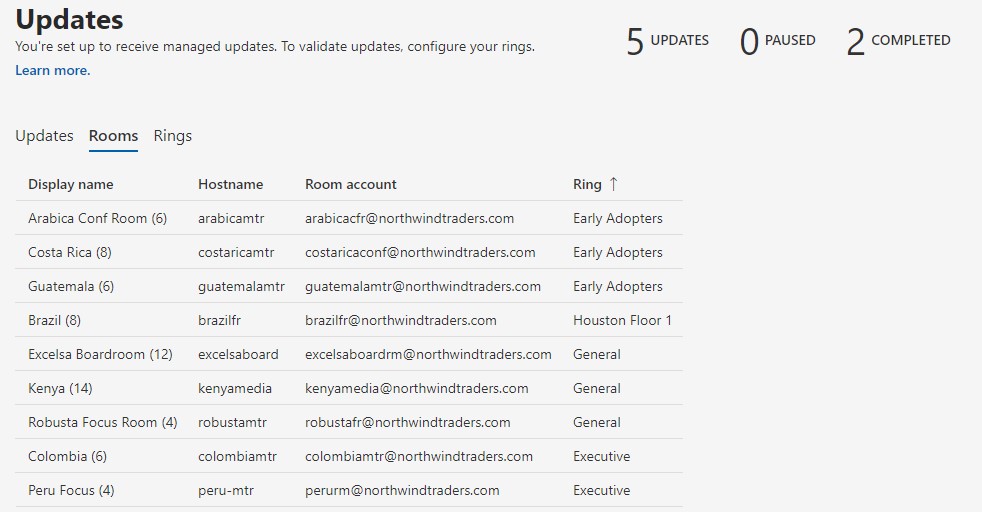 Updates
You're set up to receive managed updates. To validate updates, configure your rings.
Learn more.
5 UPDATES 0 PAUSED 2 COMPLETED
Updates Rooms Rings
Display name Hostname Room account Ring ↑
Arabica Conf Room (6) arabicamtr arabicacfr@northwindtraders.com Early Adopters
Costa Rica (8) costaricamtr costaricaconf@northwindtraders.com Early Adopters
Guatemala (6) guatemalamtr guatemalamtr@northwindtraders.com Early Adopters
Brazil (8) brazilfr brazilfr@northwindtraders.com Houston Floor 1
Excelsa Boardroom (12) excelsaboard excelsaboardrm@northwindtraders.com General
Kenya (14) kenyamedia kenyamedia@northwindtraders.com General
Robusta Focus Room (4) robustamtr robustafr@northwindtraders.com General
Colombia (6) colombiamtr colombiamtr@northwindtraders.com Executive
Peru Focus (4) peru-mtr perurm@northwindtraders.com Executive